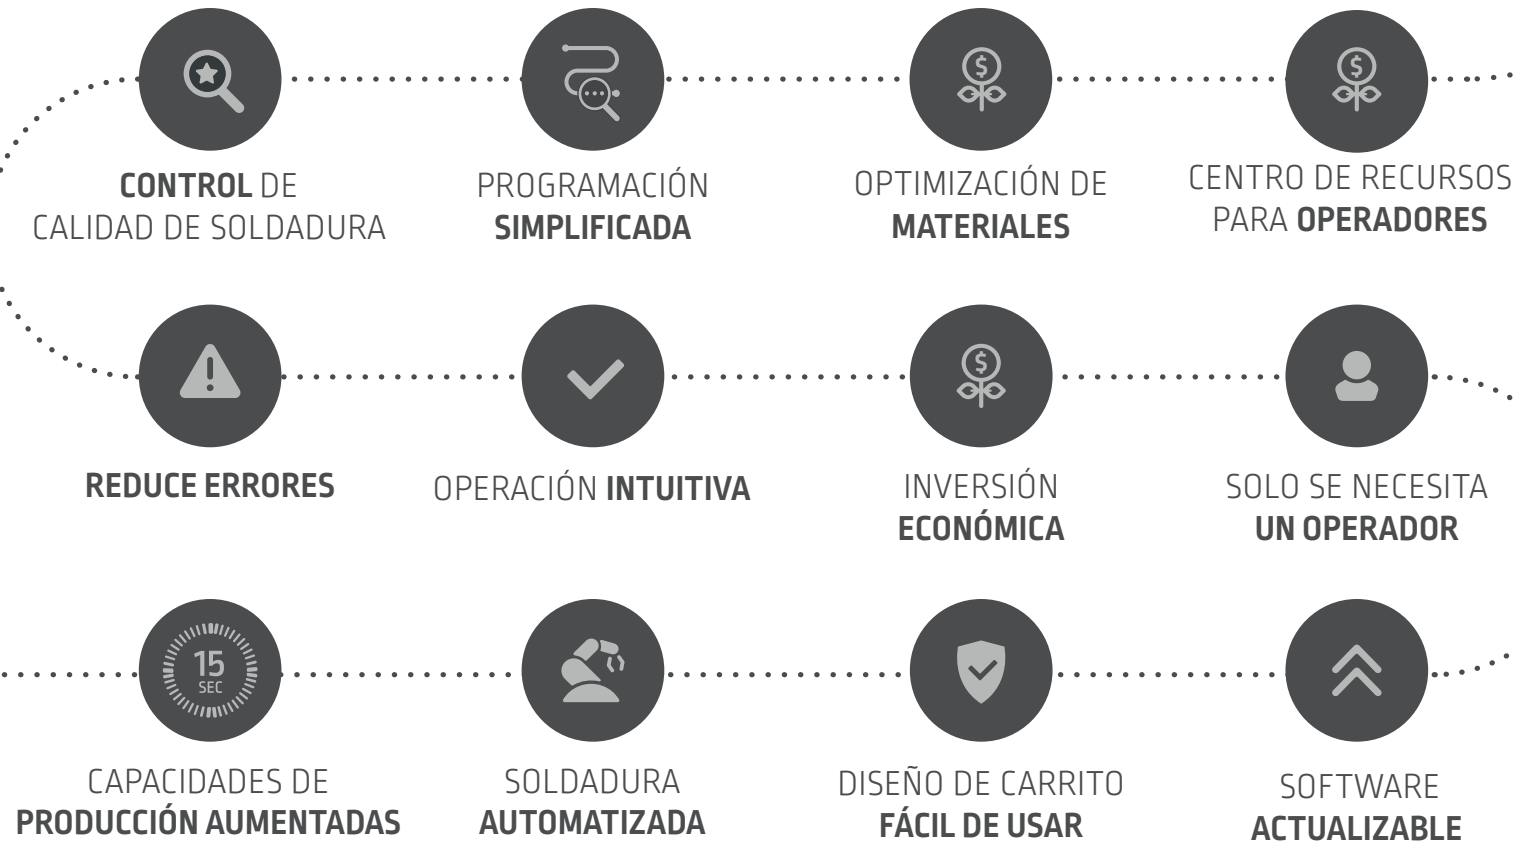 CONTROL DE
CALIDAD DE SOLDADURA
PROGRAMACIÓN
SIMPLIFICADA
$
OPTIMIZACIÓN DE
MATERIALES
$
CENTRO DE RECURSOS
PARA OPERADORES
REDUCE ERRORES
OPERACIÓN INTUITIVA
$
INVERSIÓN
ECONÓMICA
SOLO SE NECESITA
UN OPERADOR
15
SEC
CAPACIDADES DE
PRODUCCIÓN AUMENTADAS
SOLDADURA
AUTOMATIZADA
DISEÑO DE CARRITO
FÁCIL DE USAR
SOFTWARE
ACTUALIZABLE